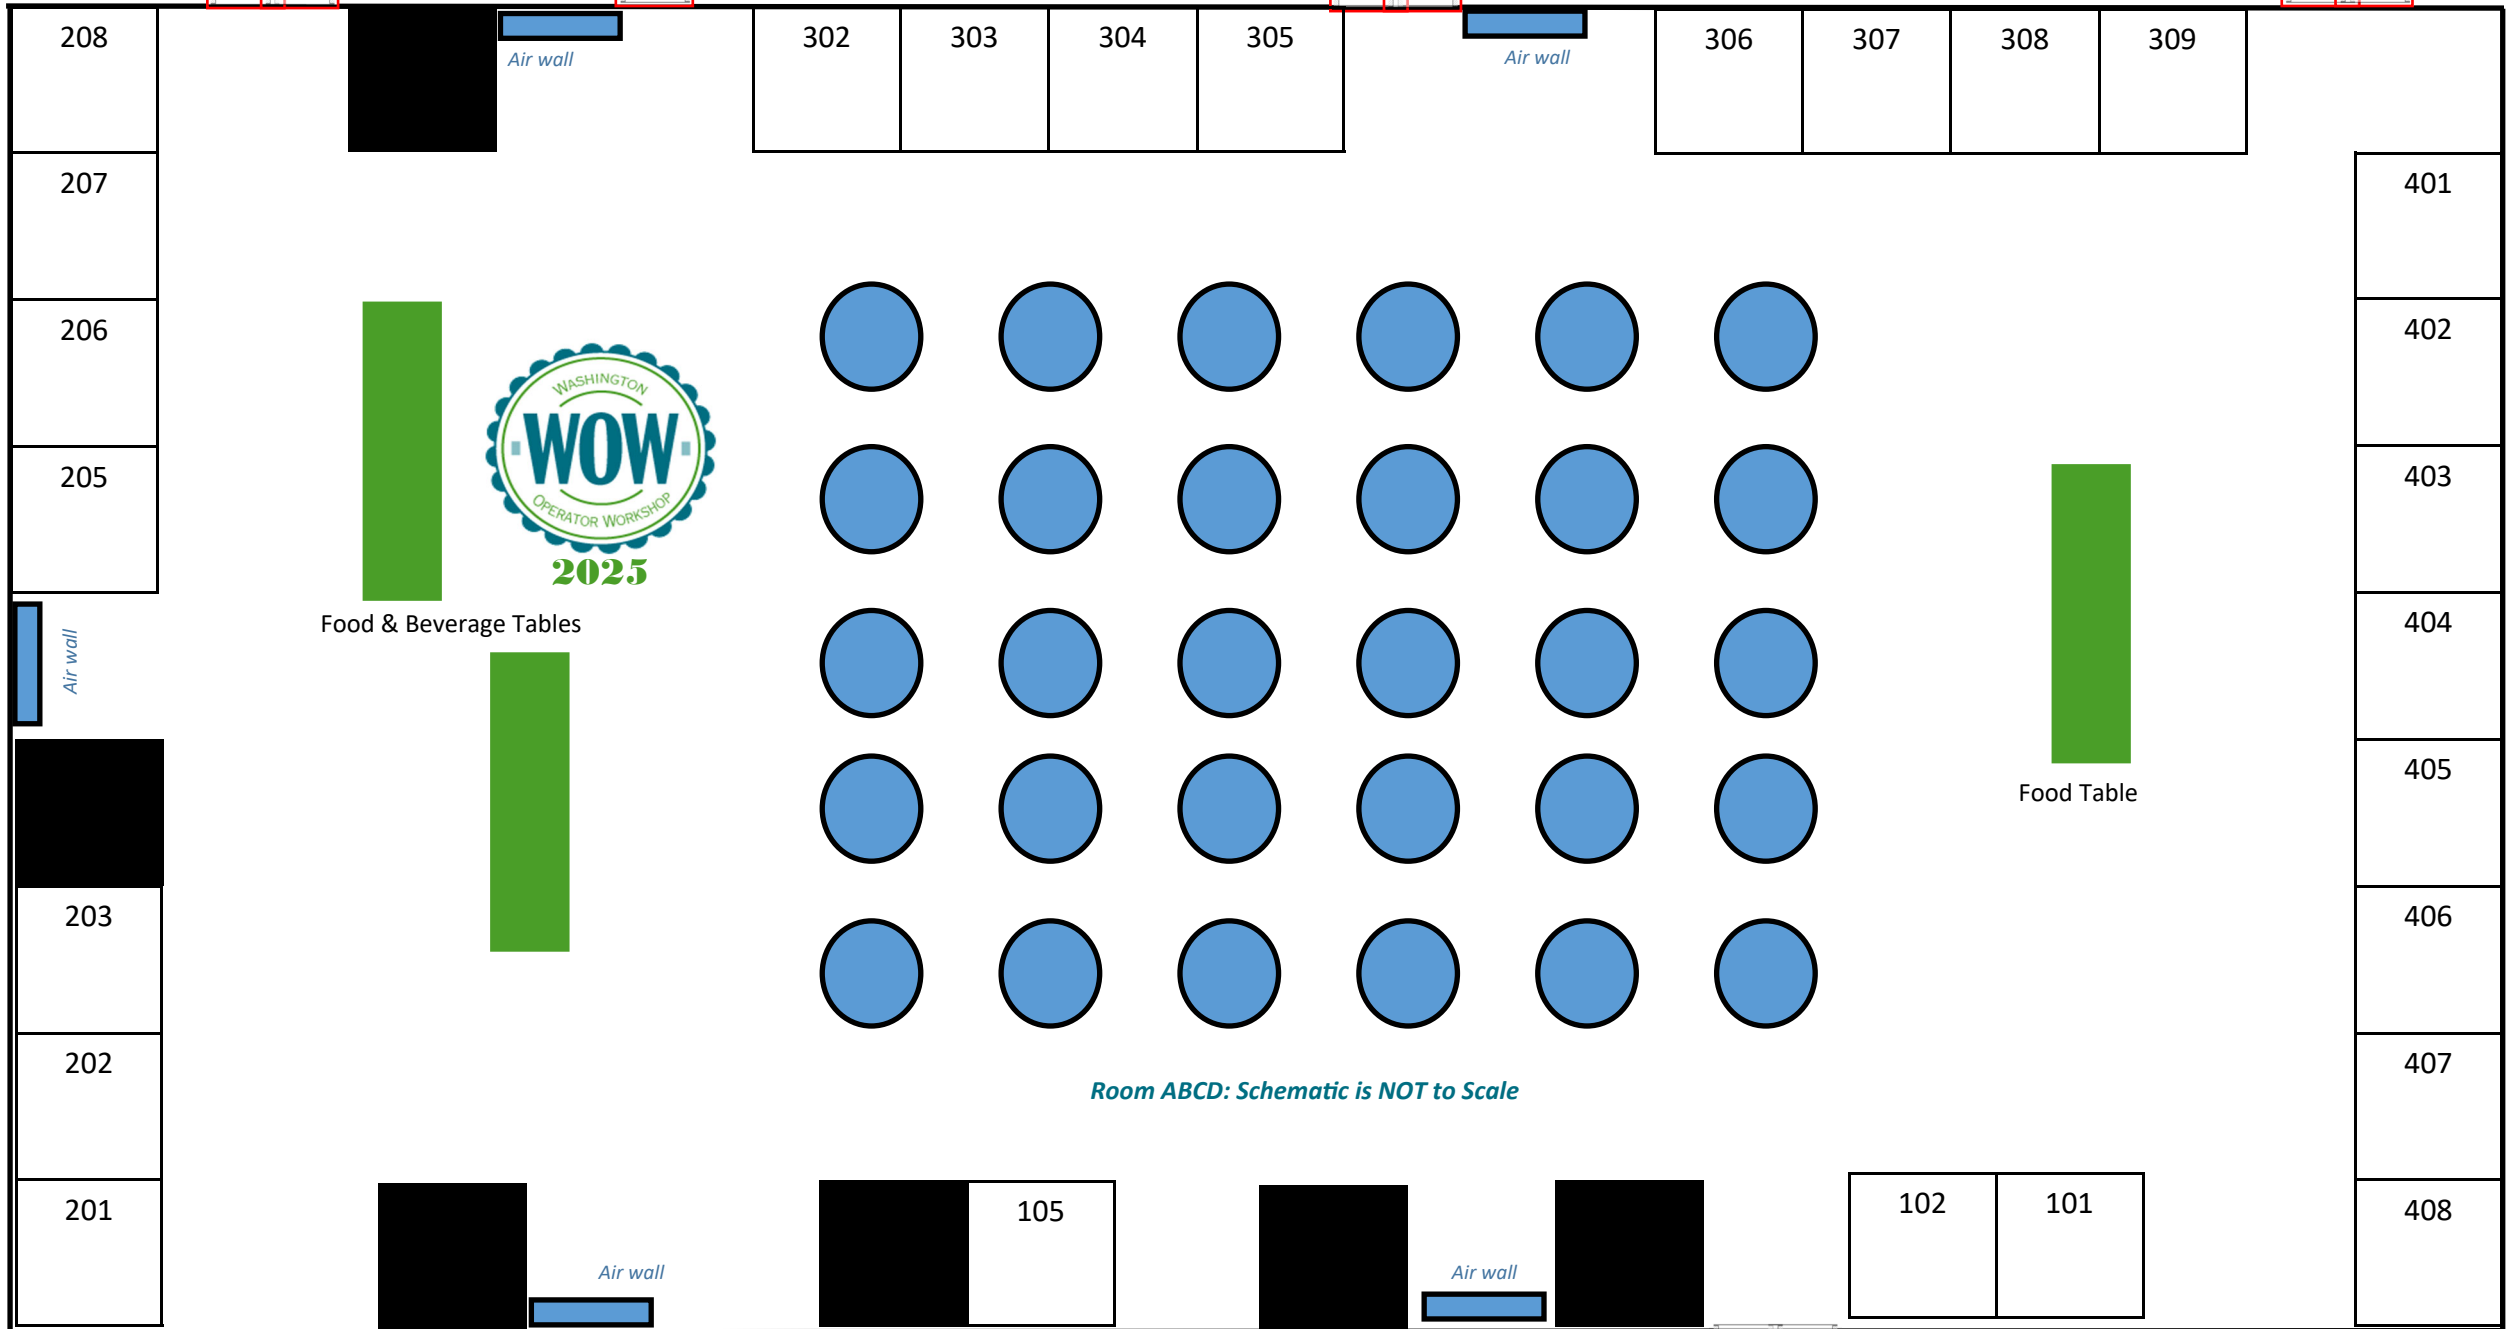 208
Air wall
302
303
304
305
Air wall
306
307
308
309
207
401
206
402
WASHINGTON
WOW
OPERATOR WORKSHOP
2025
205
403
Food & Beverage Tables
Air wall
404
405
Food Table
203
406
202
407
Room ABCD: Schematic is NOT to Scale
201
105
102
101
408
Air wall
Air wall